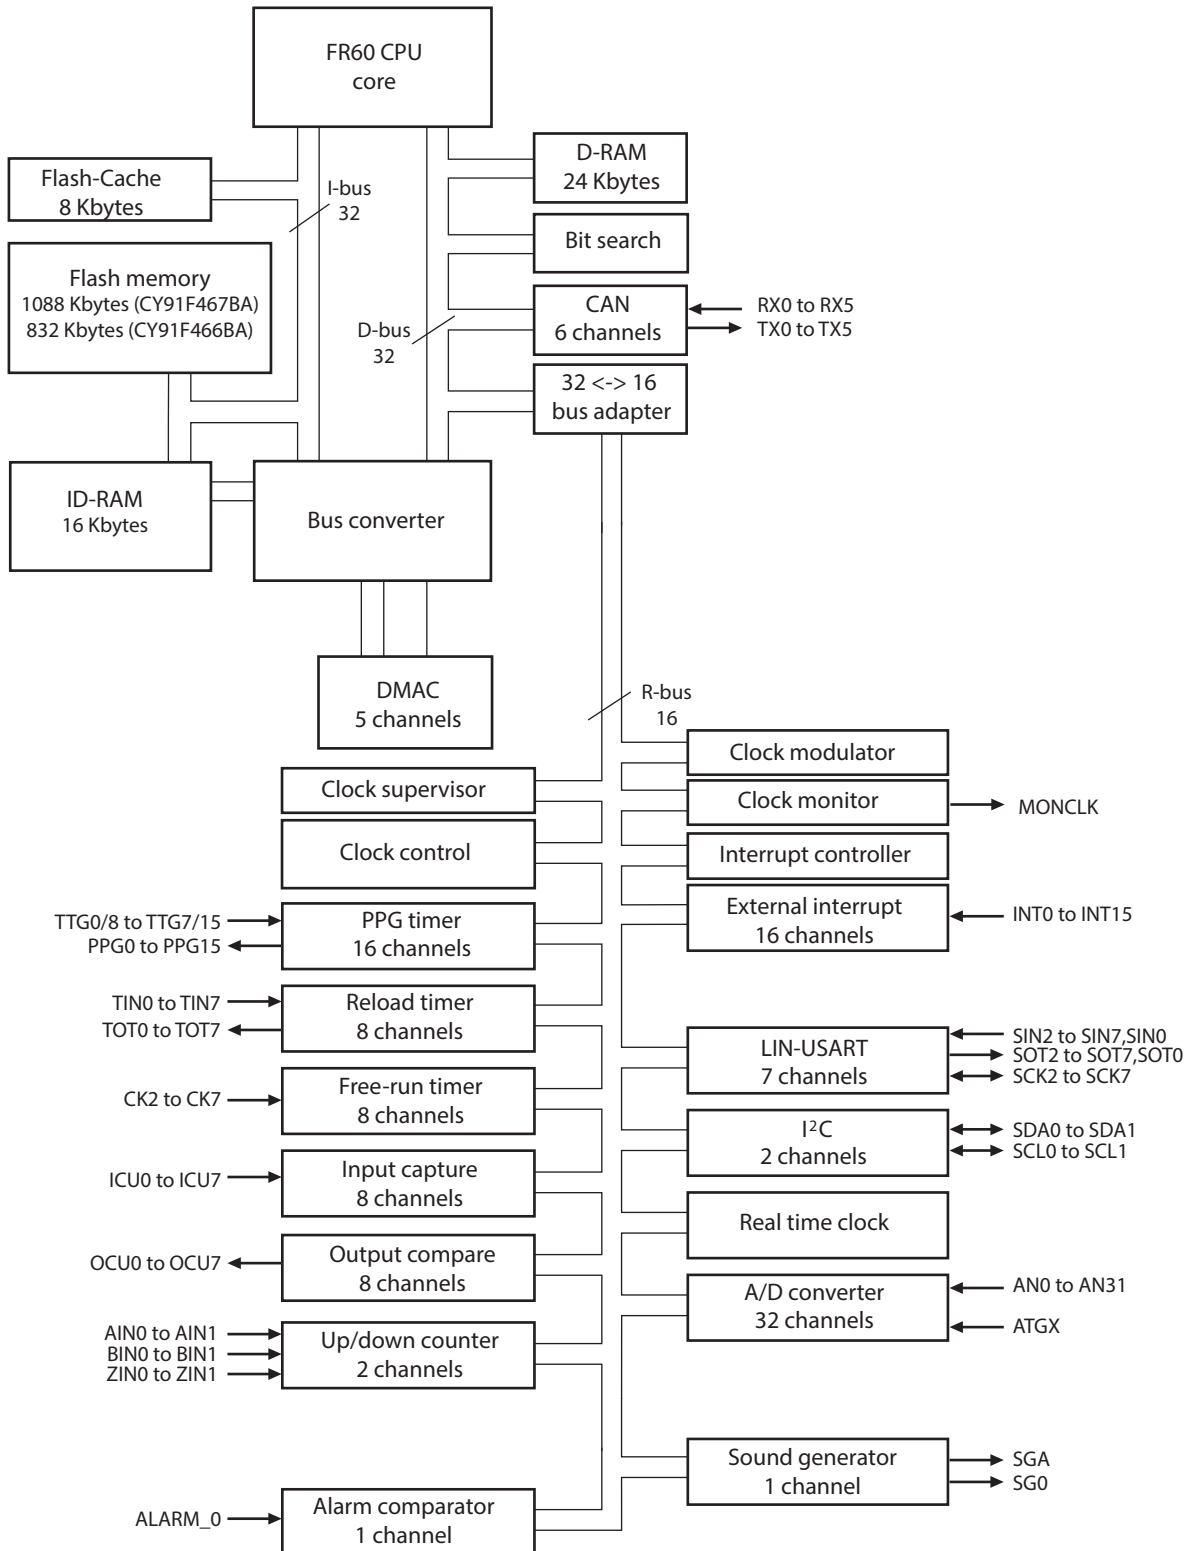 FR60 CPU
core
Flash-Cache
8 Kbytes
I-bus
32
D-RAM
24 Kbytes
Bit search
Flash memory
1088 Kbytes (CY91F467BA)
832 Kbytes (CY91F466BA)
D-bus
32
CAN
6 channels
RX0 to RX5
TX0 to TX5
32 <-> 16
bus adapter
ID-RAM
16 Kbytes
Bus converter
DMAC
5 channels
R-bus
16
Clock modulator
Clock supervisor
Clock monitor
MONCLK
Clock control
Interrupt controller
TTG0/8 to TTG7/15
PPG0 to PPG15
PPG timer
16 channels
External interrupt
16 channels
INT0 to INT15
TIN0 to TIN7
TOT0 to TOT7
Reload timer
8 channels
LIN-USART
7 channels
SIN2 to SIN7,SIN0
SOT2 to SOT7,SOT0
SCK2 to SCK7
CK2 to CK7
Free-run timer
8 channels
I²C
2 channels
SDA0 to SDA1
SCL0 to SCL1
ICU0 to ICU7
Input capture
8 channels
Real time clock
OCU0 to OCU7
Output compare
8 channels
A/D converter
32 channels
AN0 to AN31
ATGX
AIN0 to AIN1
BIN0 to BIN1
ZIN0 to ZIN1
Up/down counter
2 channels
Sound generator
1 channel
SGA
SG0
ALARM_0
Alarm comparator
1 channel